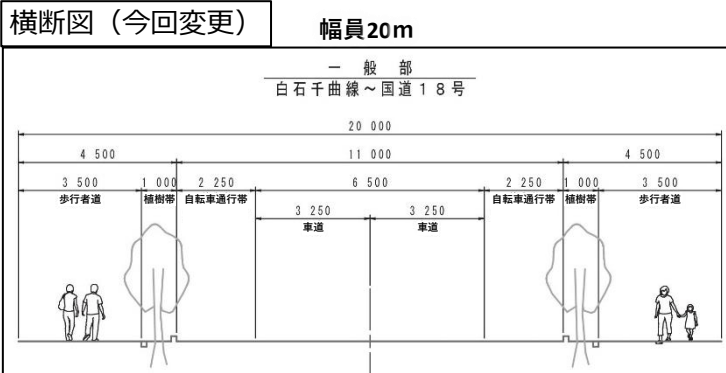 横断図（今回変更）
幅員20m
一般部
白石千曲線～国道１８号
20 000
4 500 11 000 4 500
3 500 1 000 2 250 6 500 2 250 1 000 3 500
歩行者道 植樹帯 自転車通行帯 自転車通行帯 植樹帯 歩行者道
3 250 3 250
車道 車道